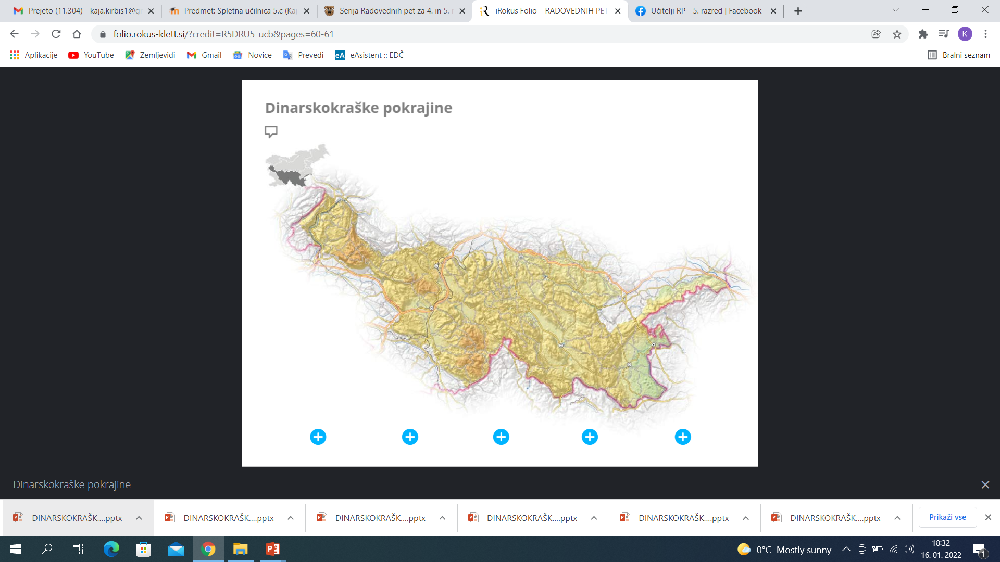 Prejeto (11.304) - kaja.kirbis1@g
Predmet: Spletna učilnica 5.c (Kaj
Serija Radovednih pet za 4. in 5. r
iRokus Folio – RADOVEDNIH PET
Učitelji RP - 5. razred | Facebook
folio.rokus-klett.si/?credit=R5DRU5_ucb&pages=60-61
K
Aplikacije
YouTube
Zemljevidi
Gmail
Novice
Prevedi
eA
eAsistent :: EDČ
Bralni seznam
Dinarskokraške pokrajine
Dinarskokraške pokrajine
DINARSKOKRAŠK....pptx
DINARSKOKRAŠK....pptx
DINARSKOKRAŠK....pptx
DINARSKOKRAŠK....pptx
DINARSKOKRAŠK....pptx
DINARSKOKRAŠK....pptx
Prikaži vse
0°C Mostly sunny
18:32
16. 01. 2022
1